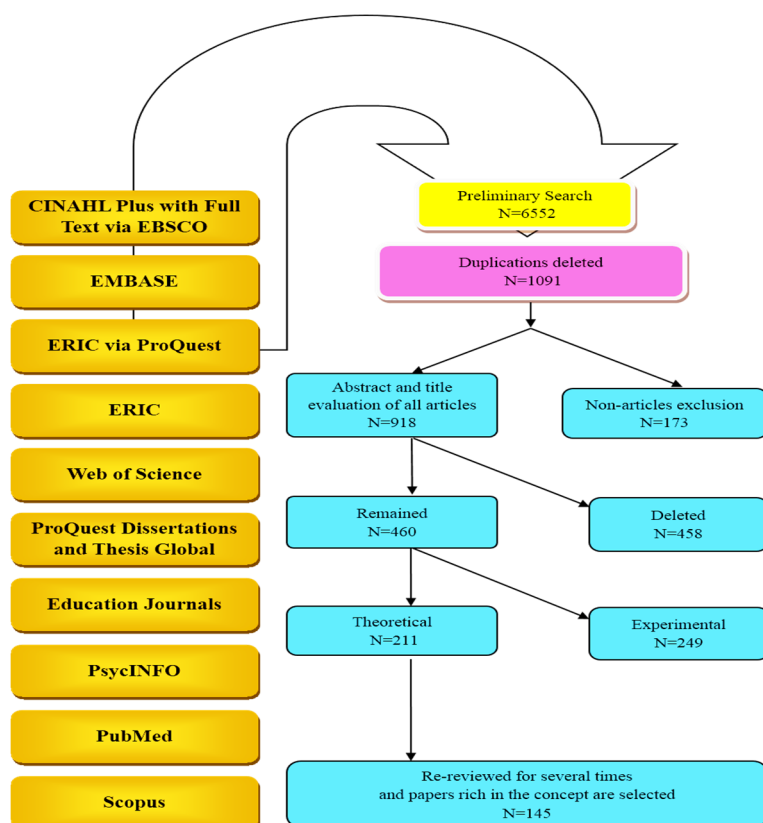 CINAHL Plus with Full
Text via EBSCO
EMBASE
ERIC via ProQuest
ERIC
Web of Science
ProQuest Dissertations
and Thesis Global
Education Journals
PsycINFO
PubMed
Scopus
Preliminary Search
N=6552
Duplications deleted
N=1091
Abstract and title
evaluation of all articles
N=918
Non-articles exclusion
N=173
Remained
N=460
Deleted
N=458
Theoretical
N=211
Experimental
N=249
Re-reviewed for several times
and papers rich in the concept are selected
N=145